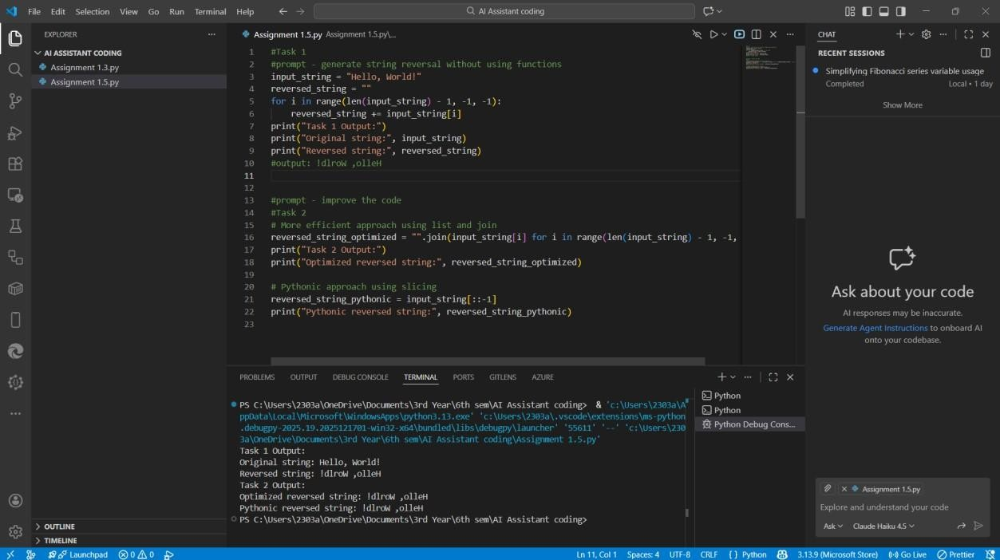 File Edit Selection View Go Run Terminal Help
AI Assistant coding
EXPLORER
AI ASSISTANT CODING
Assignment 1.3.py
Assignment 1.5.py
OUTLINE
TIMELINE
Assignment 1.5.py Assignment 1.5.py\...
1 #Task 1
2 #prompt - generate string reversal without using functions
3 input_string = "Hello, World!"
4 reversed_string = ""
5 for i in range(len(input_string) - 1, -1, -1):
6     reversed_string += input_string[i]
7 print("Task 1 Output:")
8 print("Original string:", input_string)
9 print("Reversed string:", reversed_string)
10 #output: !dlroW ,olleH
11
12
13 #prompt - improve the code
14 #Task 2
15 # More efficient approach using list and join
16 reversed_string_optimized = "".join(input_string[i] for i in range(len(input_string) - 1, -1,
17 print("Task 2 Output:")
18 print("Optimized reversed string:", reversed_string_optimized)
19
20 # Pythonic approach using slicing
21 reversed_string_pythonic = input_string[::-1]
22 print("Pythonic reversed string:", reversed_string_pythonic)
23
PROBLEMS OUTPUT DEBUG CONSOLE TERMINAL PORTS GITLENS AZURE
PS C:\Users\2303a\OneDrive\Documents\3rd Year\6th sem\AI Assistant coding> & 'c:\Users\2303a\A
ppData\Local\Microsoft\WindowsApps\python3.13.exe' 'c:\Users\2303a\.vscode\extensions\ms-python
.debugpy-2025.19.2025121701-win32-x64\bundled\libs\debugpy\launcher' '55611' '--' 'c:\Users\230
3a\OneDrive\Documents\3rd Year\6th sem\AI Assistant coding\Assignment 1.5.py'
Task 1 Output:
Original string: Hello, World!
Reversed string: !dlroW ,olleH
Task 2 Output:
Optimized reversed string: !dlroW ,olleH
Pythonic reversed string: !dlroW ,olleH
PS C:\Users\2303a\OneDrive\Documents\3rd Year\6th sem\AI Assistant coding>
Python
Python
Python Debug Cons...
CHAT
RECENT SESSIONS
Simplifying Fibonacci series variable usage
Completed Local • 1 day
Show More
Ask about your code
AI responses may be inaccurate.
Generate Agent Instructions to onboard AI
onto your codebase.
Assignment 1.5.py
Explore and understand your code
Ask Claude Haiku 4.5
Launchpad 0 0 Ln 11, Col 1 Spaces: 4 UTF-8 CRLF { } Python 3.13.9 (Microsoft Store) Go Live Prettier